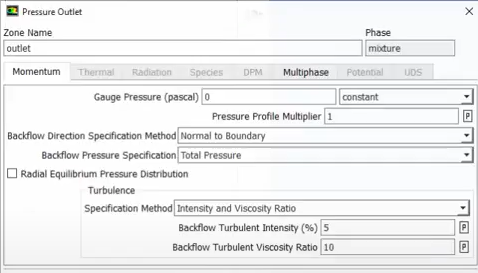 Pressure Outlet
Zone Name
Phase
outlet
mixture
Momentum Thermal Radiation Species DPM Multiphase Potential UDS
Gauge Pressure (pascal) 0 constant
Pressure Profile Multiplier 1 P
Backflow Direction Specification Method Normal to Boundary
Backflow Pressure Specification Total Pressure
Radial Equilibrium Pressure Distribution
Turbulence
Specification Method Intensity and Viscosity Ratio
Backflow Turbulent Intensity (%) 5 P
Backflow Turbulent Viscosity Ratio 10 P